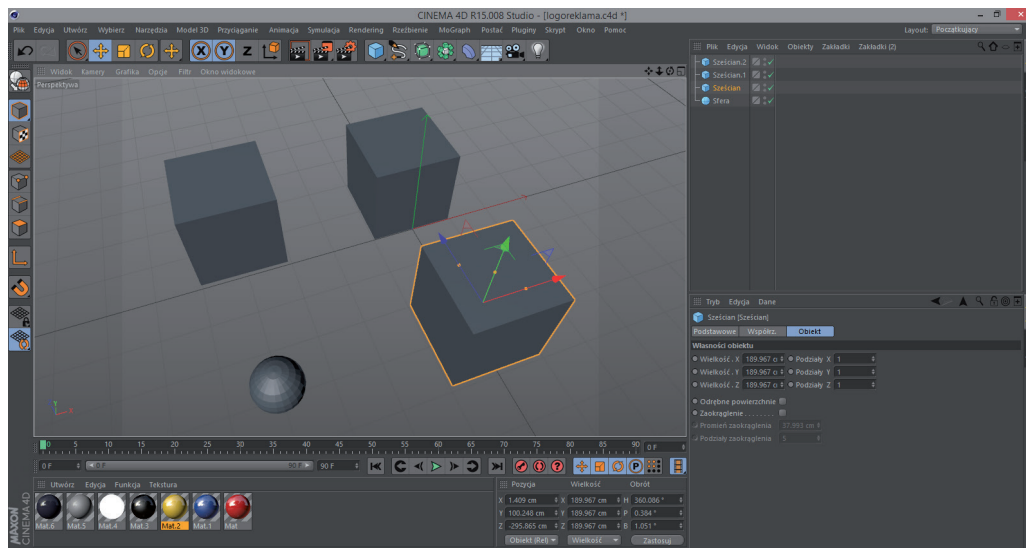 CINEMA 4D R15.008 Studio - [logoreklama.c4d *]
Plik Edycja Utwórz Wybierz Narzędzia Model 3D Przyciąganie Animacja Symulacja Rendering Rzeźbienie MoGraph Postać Pluginy Skrypt Okno Pomoc
Layout: Początkujący
X Y Z
Plik Edycja Widok Obiekty Zakładki Zakładki (2)
Widok Kamery Grafika Opcje Filtr Okno widokowe
Perspektywa
Sześcian.2
Sześcian.1
Sześcian
Sfera
Y
X
Tryb Edycja Dane
Sześcian [Sześcian]
Podstawowe Współrz. Obiekt
Własności obiektu
Wielkość . X 189.967 c Podziały X 1
Wielkość . Y 189.967 c Podziały Y 1
Wielkość . Z 189.967 c Podziały Z 1
Odrębne powierzchnie
Zaokrąglenie . . . . . . . .
Promień zaokrąglenia 37.993 cm
Podziały zaokrąglenia 5
0 5 10 15 20 25 30 35 40 45 50 55 60 65 70 75 80 85 90 0 F
0 F 0 F 90 F 90 F
P
Utwórz Edycja Funkcja Tekstura
Mat.6 Mat.5 Mat.4 Mat.3 Mat.2 Mat.1 Mat
Pozycja Wielkość Obrót
X 1.409 cm X 189.967 cm H 360.086 °
Y 100.248 cm Y 189.967 cm P 0.384 °
Z -295.865 cm Z 189.967 cm B 1.051 °
Obiekt (Rel) Wielkość Zastosuj
MAXON
CINEMA 4D